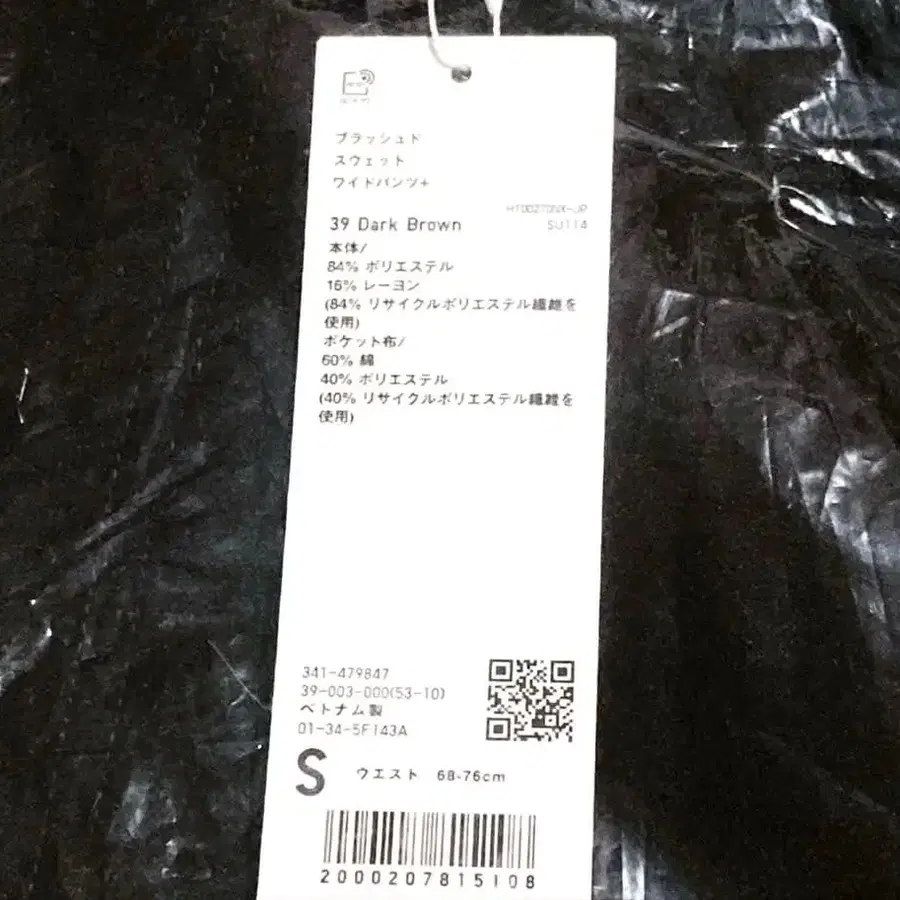 ブラッシュド
スウェット
ワイドパンツ+
39 Dark Brown
SU114
本体/
84% ポリエステル
16% レーヨン
(84% リサイクルポリエステル繊維を
使用)
ポケット布/
60% 綿
40% ポリエステル
(40% リサイクルポリエステル繊維を
使用)
341-479847
39-003-000(53-10)
ベトナム製
01-34-5F143A
S ウエスト 68-76cm
2000207815108